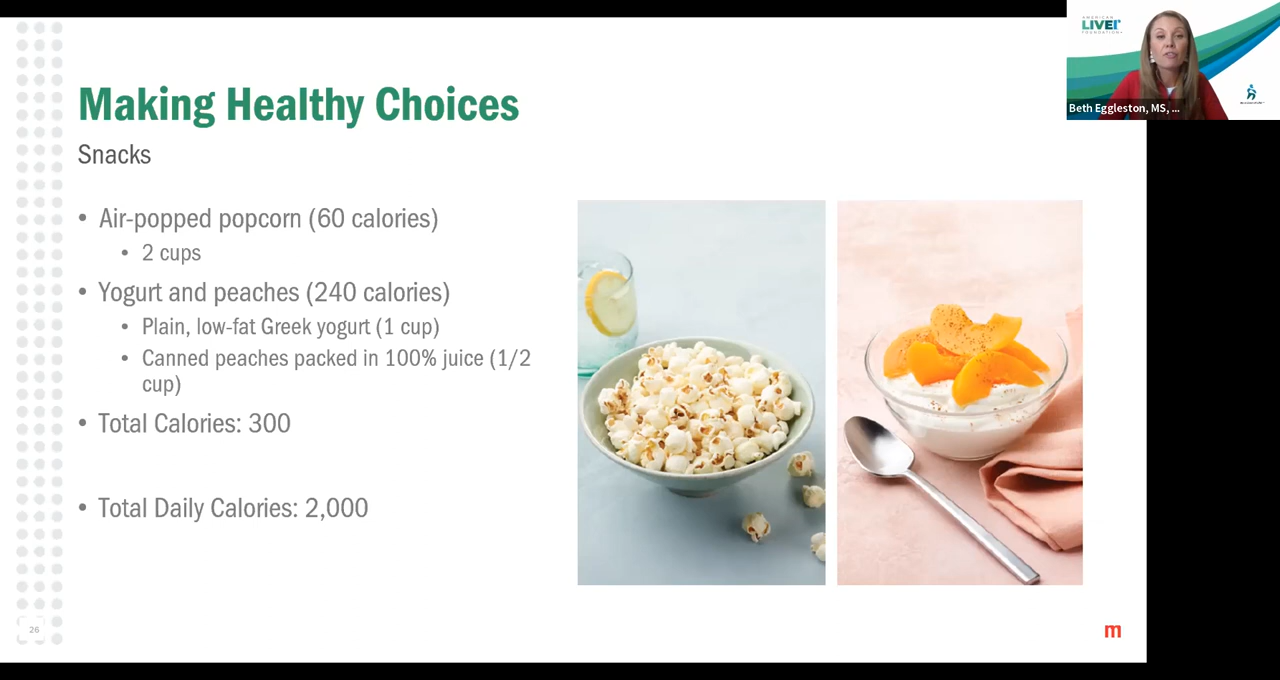 Making Healthy Choices
Snacks
• Air-popped popcorn (60 calories)
• 2 cups
• Yogurt and peaches (240 calories)
• Plain, low-fat Greek yogurt (1 cup)
• Canned peaches packed in 100% juice (1/2
cup)
• Total Calories: 300
• Total Daily Calories: 2,000
26
m
AMERICAN
LIVER
FOUNDATION
Beth Eggleston, MS, ...